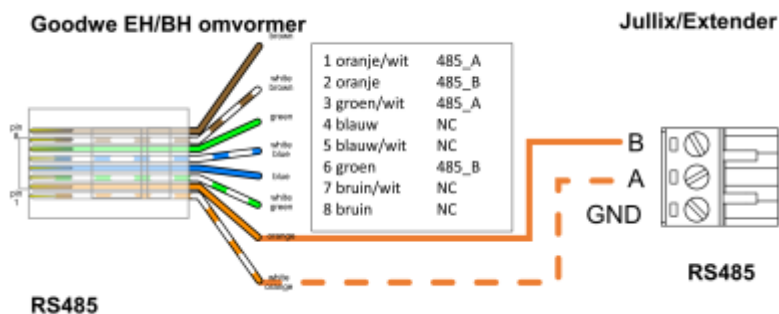 Goodwe EH/BH omvormer
Jullix/Extender
brown
white
brown
green
white
blue
blue
white
green
orange
white
orange
pin
8
pin
1
1 oranje/wit 485_A
2 oranje 485_B
3 groen/wit 485_A
4 blauw NC
5 blauw/wit NC
6 groen 485_B
7 bruin/wit NC
8 bruin NC
B
A
GND
RS485
RS485